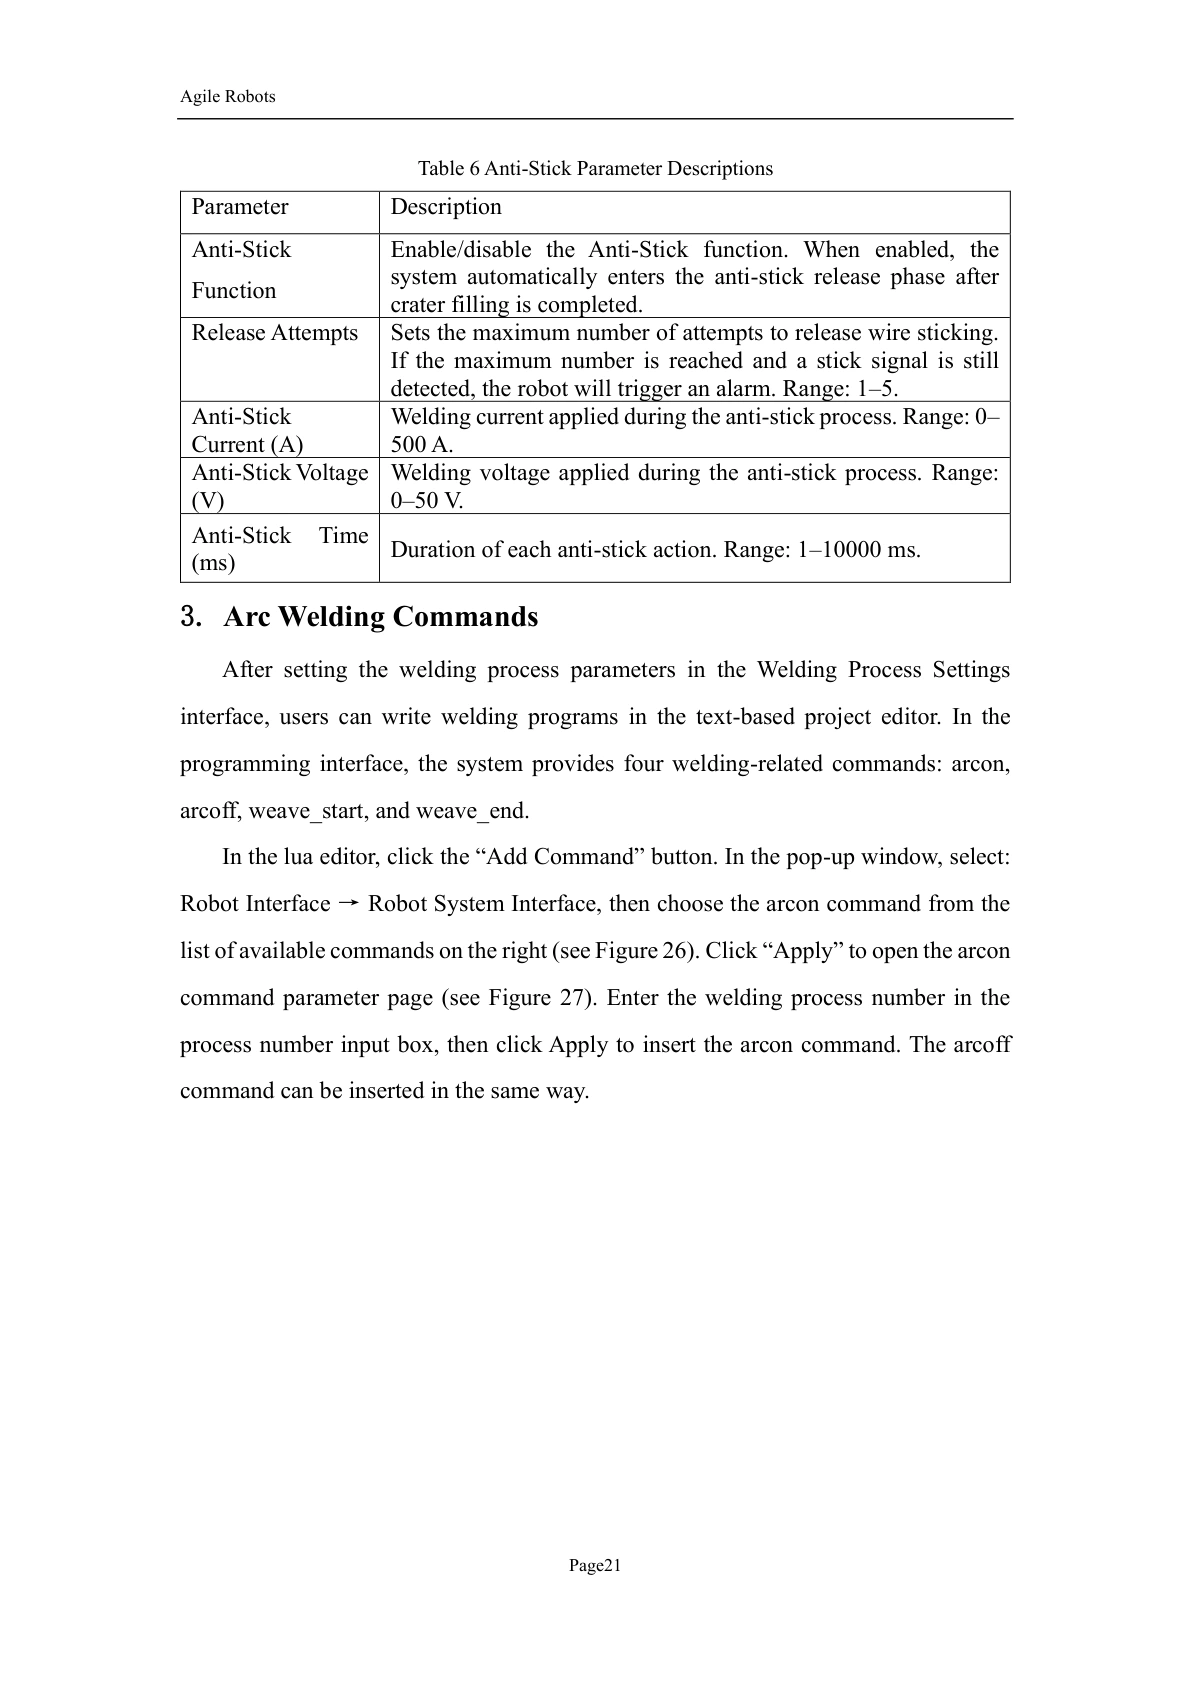 Agile Robots
Table 6 Anti-Stick Parameter Descriptions
Parameter
Description
Anti-Stick
Function
Enable/disable the Anti-Stick function. When enabled, the
system automatically enters the anti-stick release phase after
crater filling is completed.
Release Attempts
Sets the maximum number of attempts to release wire sticking.
If the maximum number is reached and a stick signal is still
detected, the robot will trigger an alarm. Range: 1–5.
Anti-Stick
Current (A)
Welding current applied during the anti-stick process. Range: 0–
500 A.
Anti-Stick Voltage
(V)
Welding voltage applied during the anti-stick process. Range:
0–50 V.
Anti-Stick Time
(ms)
Duration of each anti-stick action. Range: 1–10000 ms.
3. Arc Welding Commands
After setting the welding process parameters in the Welding Process Settings
interface, users can write welding programs in the text-based project editor. In the
programming interface, the system provides four welding-related commands: arcon,
arcoff, weave_start, and weave_end.
In the lua editor, click the “Add Command” button. In the pop-up window, select:
Robot Interface → Robot System Interface, then choose the arcon command from the
list of available commands on the right (see Figure 26). Click “Apply” to open the arcon
command parameter page (see Figure 27). Enter the welding process number in the
process number input box, then click Apply to insert the arcon command. The arcoff
command can be inserted in the same way.
Page21